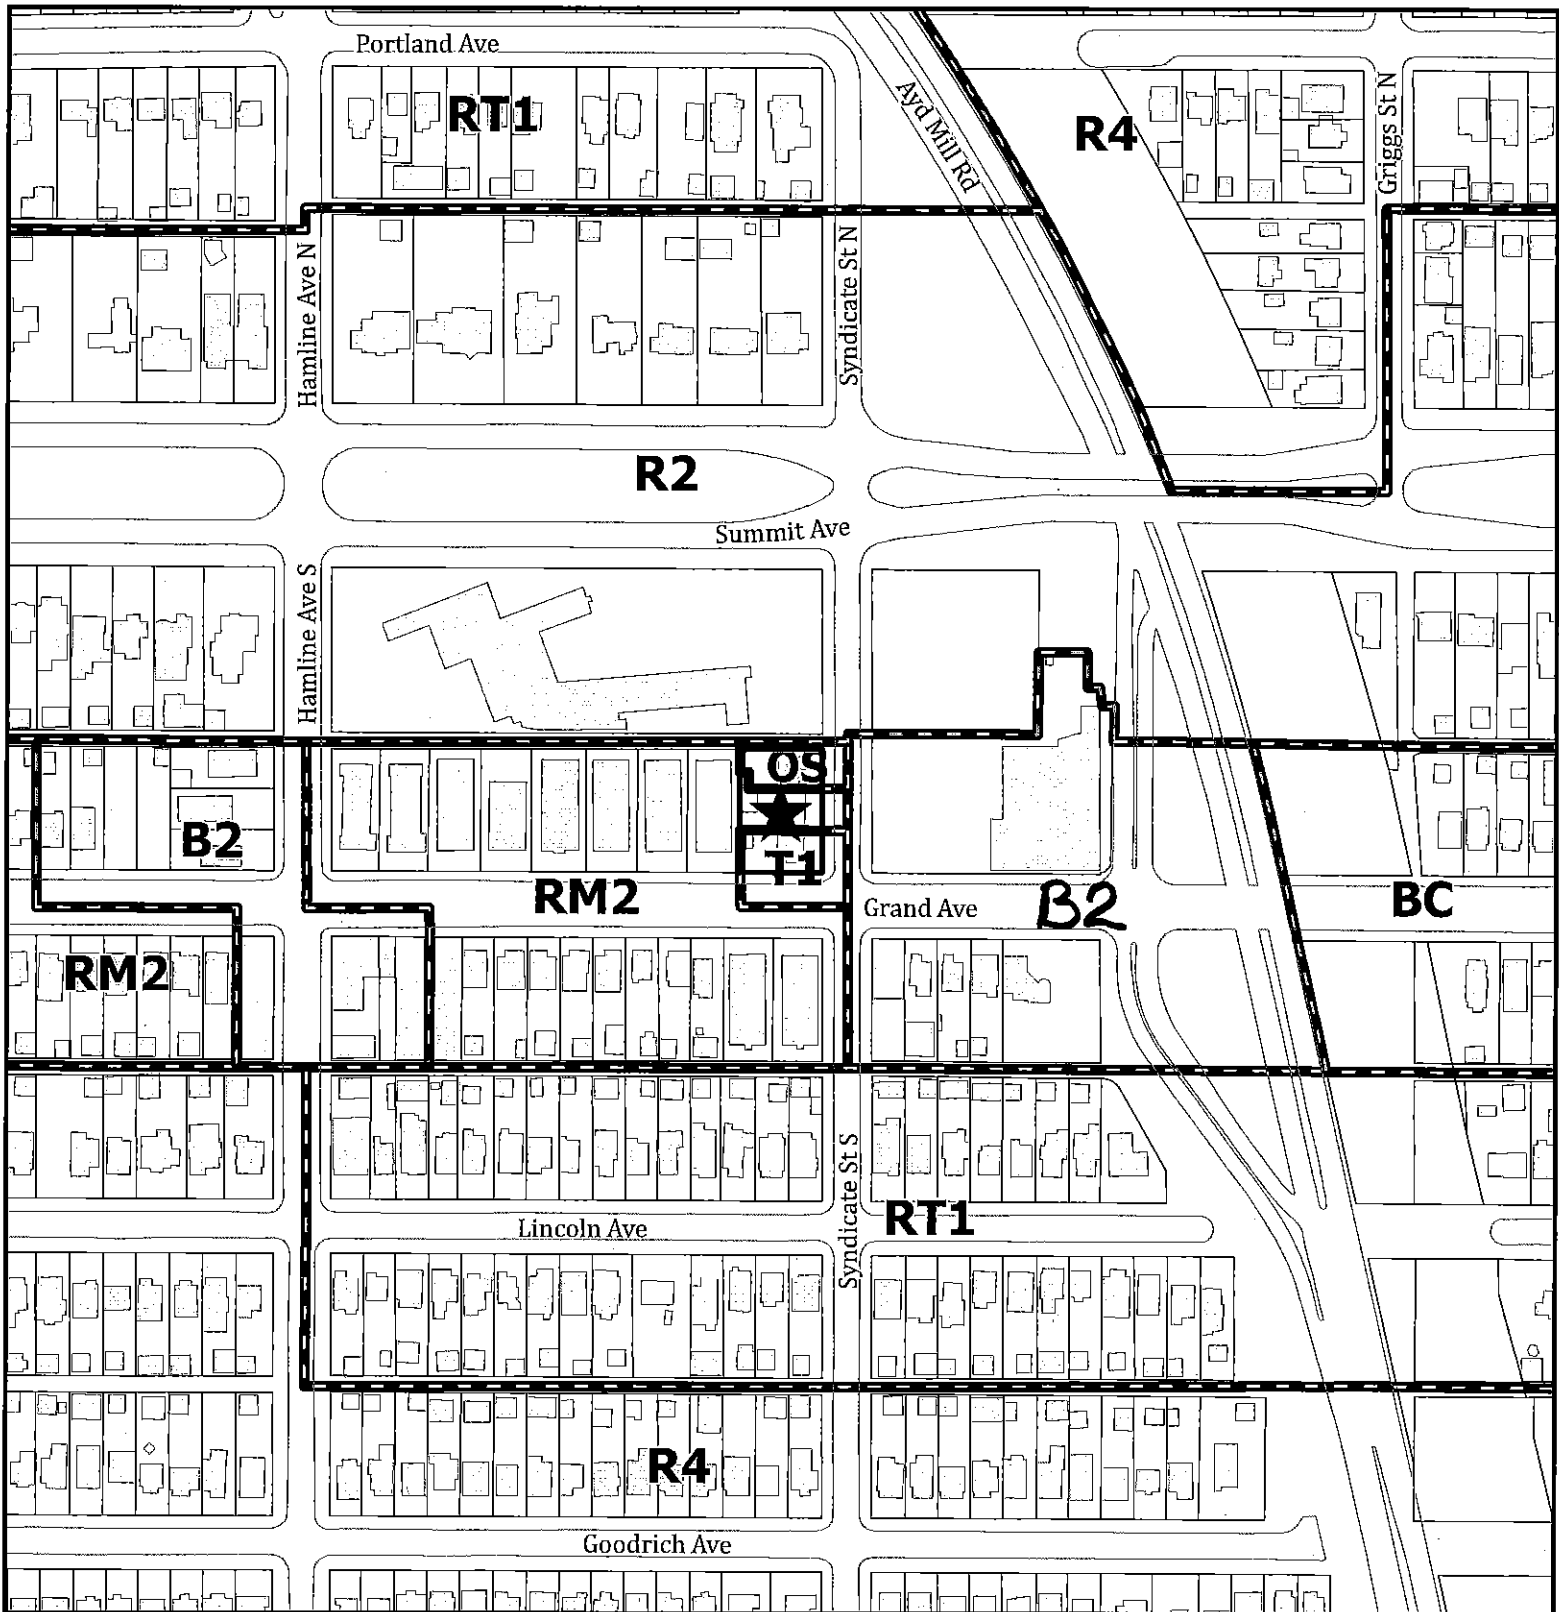 Portland Ave
RT1
Ayd Mill Rd
R4
Griggs St N
Hamline Ave N
Syndicate St N
R2
Summit Ave
Hamline Ave S
OS
B2
T1
RM2
Grand Ave
B2
BC
RM2
Syndicate St S
RT1
Lincoln Ave
R4
Goodrich Ave